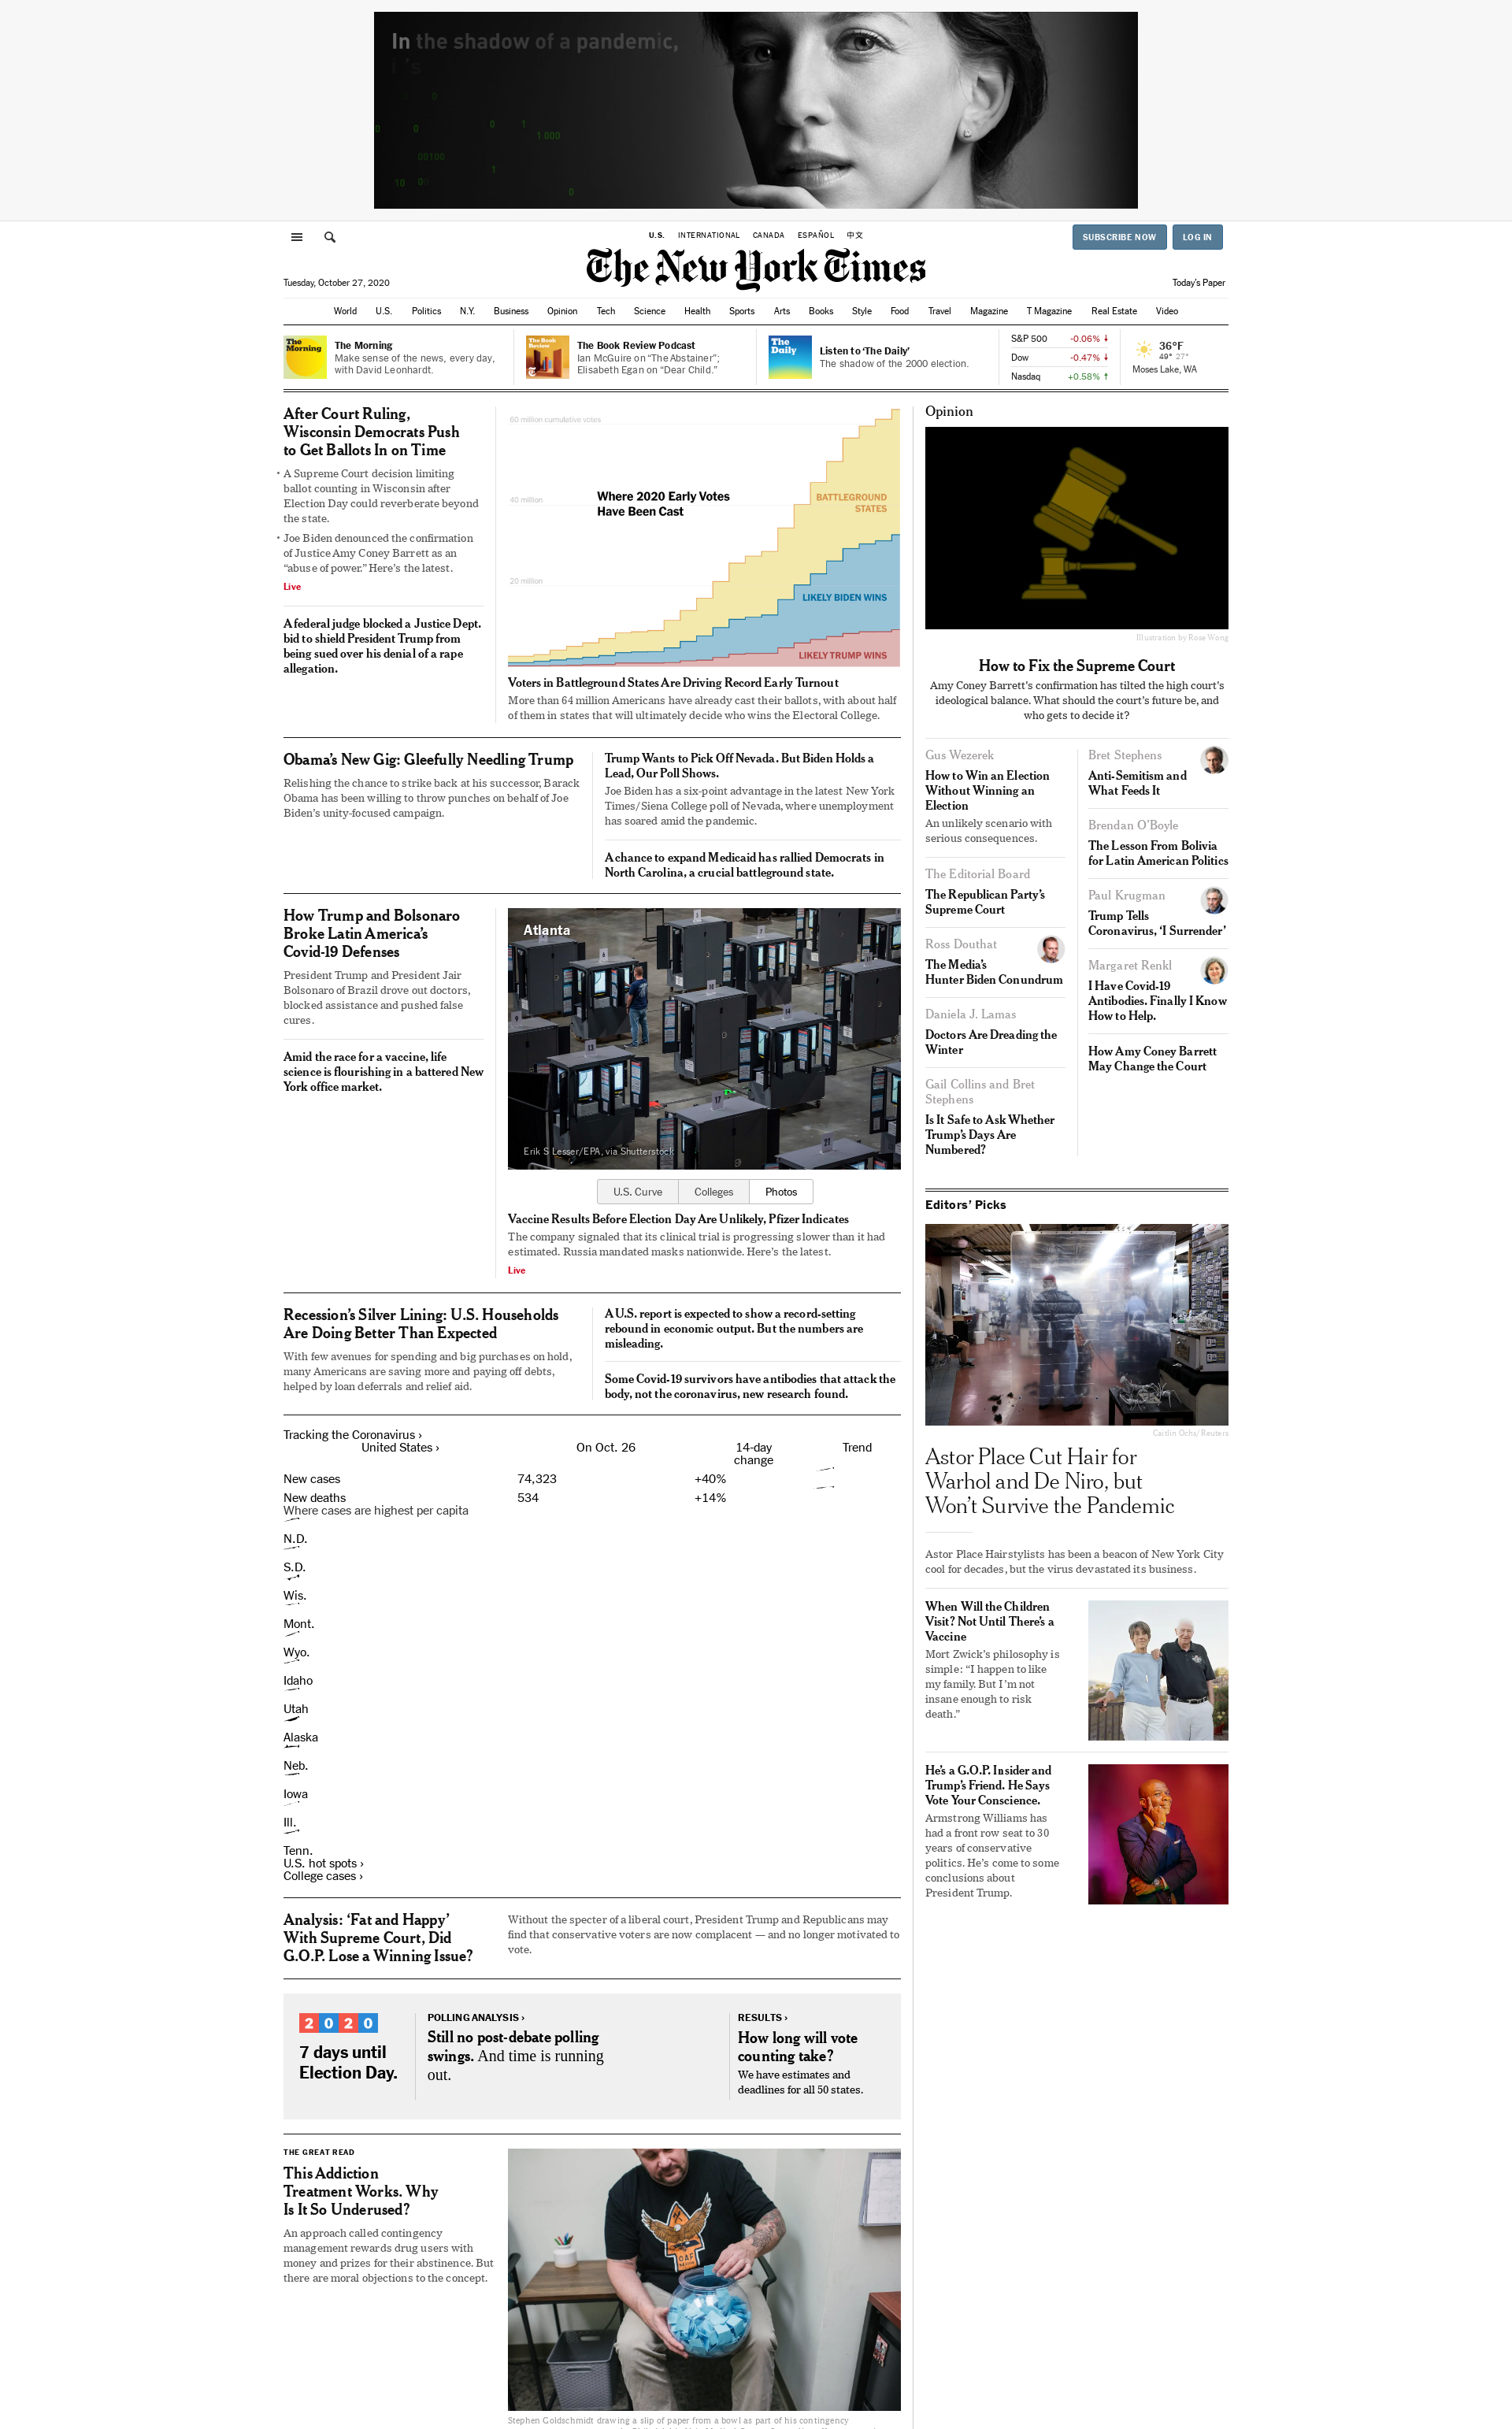 In the shadow of a pandemic,
i 's
0
0 0 0 1
1 000
00100
1
10 0
0
U.S. INTERNATIONAL CANADA ESPAÑOL 中文
SUBSCRIBE NOW LOG IN
The New York Times
Tuesday, October 27, 2020
Today's Paper
World U.S. Politics N.Y. Business Opinion Tech Science Health Sports Arts Books Style Food Travel Magazine T Magazine Real Estate Video
The Morning
The Morning
Make sense of the news, every day,
with David Leonhardt.
The Book Review
The Book Review Podcast
Ian McGuire on “The Abstainer”;
Elisabeth Egan on “Dear Child.”
The Daily
Listen to ‘The Daily’
The shadow of the 2000 election.
S&P 500 -0.06% ↓
Dow -0.47% ↓
Nasdaq +0.58% ↑
36°F
49° 27°
Moses Lake, WA
After Court Ruling,
Wisconsin Democrats Push
to Get Ballots In on Time
• A Supreme Court decision limiting
ballot counting in Wisconsin after
Election Day could reverberate beyond
the state.
• Joe Biden denounced the confirmation
of Justice Amy Coney Barrett as an
“abuse of power.” Here’s the latest.
Live
A federal judge blocked a Justice Dept.
bid to shield President Trump from
being sued over his denial of a rape
allegation.
60 million cumulative votes
40 million
20 million
Where 2020 Early Votes
Have Been Cast
BATTLEGROUND
STATES
LIKELY BIDEN WINS
LIKELY TRUMP WINS
Voters in Battleground States Are Driving Record Early Turnout
More than 64 million Americans have already cast their ballots, with about half
of them in states that will ultimately decide who wins the Electoral College.
Obama’s New Gig: Gleefully Needling Trump
Relishing the chance to strike back at his successor, Barack
Obama has been willing to throw punches on behalf of Joe
Biden’s unity-focused campaign.
Trump Wants to Pick Off Nevada. But Biden Holds a
Lead, Our Poll Shows.
Joe Biden has a six-point advantage in the latest New York
Times/Siena College poll of Nevada, where unemployment
has soared amid the pandemic.
A chance to expand Medicaid has rallied Democrats in
North Carolina, a crucial battleground state.
How Trump and Bolsonaro
Broke Latin America’s
Covid-19 Defenses
President Trump and President Jair
Bolsonaro of Brazil drove out doctors,
blocked assistance and pushed false
cures.
Amid the race for a vaccine, life
science is flourishing in a battered New
York office market.
Atlanta
Erik S Lesser/EPA, via Shutterstock
U.S. Curve Colleges Photos
Vaccine Results Before Election Day Are Unlikely, Pfizer Indicates
The company signaled that its clinical trial is progressing slower than it had
estimated. Russia mandated masks nationwide. Here’s the latest.
Live
Recession’s Silver Lining: U.S. Households
Are Doing Better Than Expected
With few avenues for spending and big purchases on hold,
many Americans are saving more and paying off debts,
helped by loan deferrals and relief aid.
A U.S. report is expected to show a record-setting
rebound in economic output. But the numbers are
misleading.
Some Covid-19 survivors have antibodies that attack the
body, not the coronavirus, new research found.
Tracking the Coronavirus ›
United States › On Oct. 26 14-day
change Trend
New cases 74,323 +40%
New deaths 534 +14%
Where cases are highest per capita
N.D.
S.D.
Wis.
Mont.
Wyo.
Idaho
Utah
Alaska
Neb.
Iowa
Ill.
Tenn.
U.S. hot spots ›
College cases ›
Analysis: ‘Fat and Happy’
With Supreme Court, Did
G.O.P. Lose a Winning Issue?
Without the specter of a liberal court, President Trump and Republicans may
find that conservative voters are now complacent — and no longer motivated to
vote.
2020
7 days until
Election Day.
POLLING ANALYSIS ›
Still no post-debate polling
swings. And time is running
out.
RESULTS ›
How long will vote
counting take?
We have estimates and
deadlines for all 50 states.
THE GREAT READ
This Addiction
Treatment Works. Why
Is It So Underused?
An approach called contingency
management rewards drug users with
money and prizes for their abstinence. But
there are moral objections to the concept.
Stephen Goldschmidt drawing a slip of paper from a bowl as part of his contingency
Opinion
Illustration by Rose Wong
How to Fix the Supreme Court
Amy Coney Barrett’s confirmation has tilted the high court’s
ideological balance. What should the court’s future be, and
who gets to decide it?
Gus Wezerek
How to Win an Election
Without Winning an
Election
An unlikely scenario with
serious consequences.
The Editorial Board
The Republican Party’s
Supreme Court
Ross Douthat
The Media’s
Hunter Biden Conundrum
Daniela J. Lamas
Doctors Are Dreading the
Winter
Gail Collins and Bret
Stephens
Is It Safe to Ask Whether
Trump’s Days Are
Numbered?
Bret Stephens
Anti-Semitism and
What Feeds It
Brendan O’Boyle
The Lesson From Bolivia
for Latin American Politics
Paul Krugman
Trump Tells
Coronavirus, ‘I Surrender’
Margaret Renkl
I Have Covid-19
Antibodies. Finally I Know
How to Help.
How Amy Coney Barrett
May Change the Court
Editors’ Picks
Caitlin Ochs/Reuters
Astor Place Cut Hair for
Warhol and De Niro, but
Won’t Survive the Pandemic
Astor Place Hairstylists has been a beacon of New York City
cool for decades, but the virus devastated its business.
When Will the Children
Visit? Not Until There’s a
Vaccine
Mort Zwick’s philosophy is
simple: “I happen to like
my family. But I’m not
insane enough to risk
death.”
He’s a G.O.P. Insider and
Trump’s Friend. He Says
Vote Your Conscience.
Armstrong Williams has
had a front row seat to 30
years of conservative
politics. He’s come to some
conclusions about
President Trump.